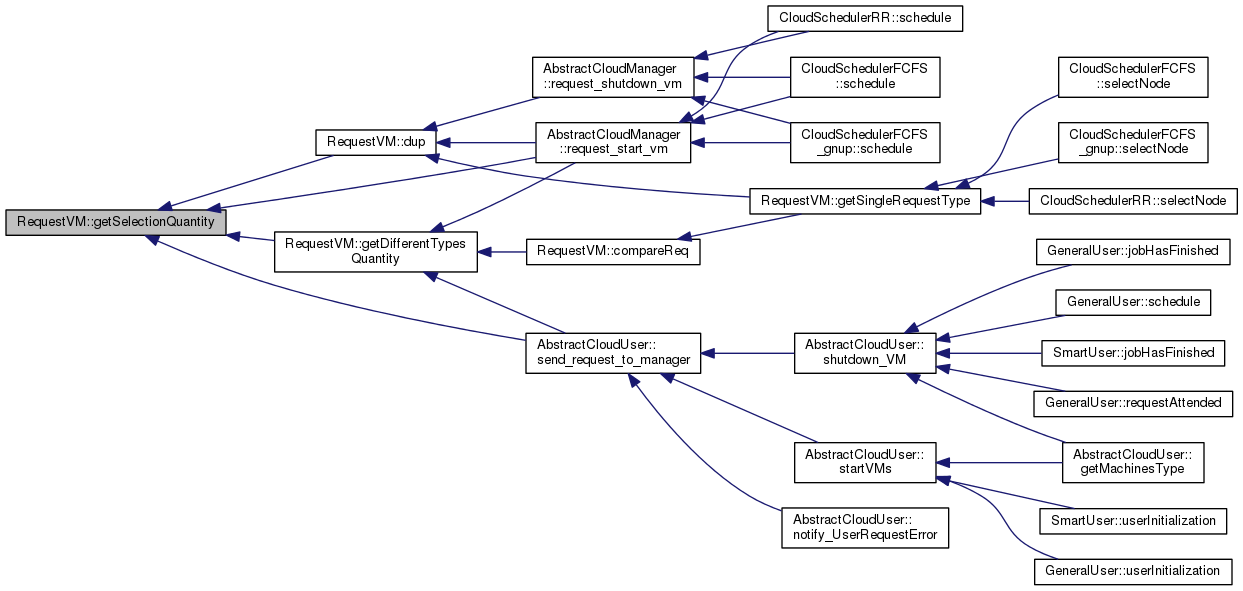 CloudSchedulerRR::schedule
AbstractCloudManager
::request_shutdown_vm
CloudSchedulerFCFS
::schedule
CloudSchedulerFCFS
::selectNode
RequestVM::dup
AbstractCloudManager
::request_start_vm
CloudSchedulerFCFS
_gnup::schedule
CloudSchedulerFCFS
_gnup::selectNode
RequestVM::getSingleRequestType
CloudSchedulerRR::selectNode
RequestVM::getSelectionQuantity
RequestVM::getDifferentTypes
Quantity
RequestVM::compareReq
GeneralUser::jobHasFinished
GeneralUser::schedule
AbstractCloudUser::
send_request_to_manager
AbstractCloudUser::
shutdown_VM
SmartUser::jobHasFinished
GeneralUser::requestAttended
AbstractCloudUser::
startVMs
AbstractCloudUser::
getMachinesType
AbstractCloudUser::
notify_UserRequestError
SmartUser::userInitialization
GeneralUser::userInitialization